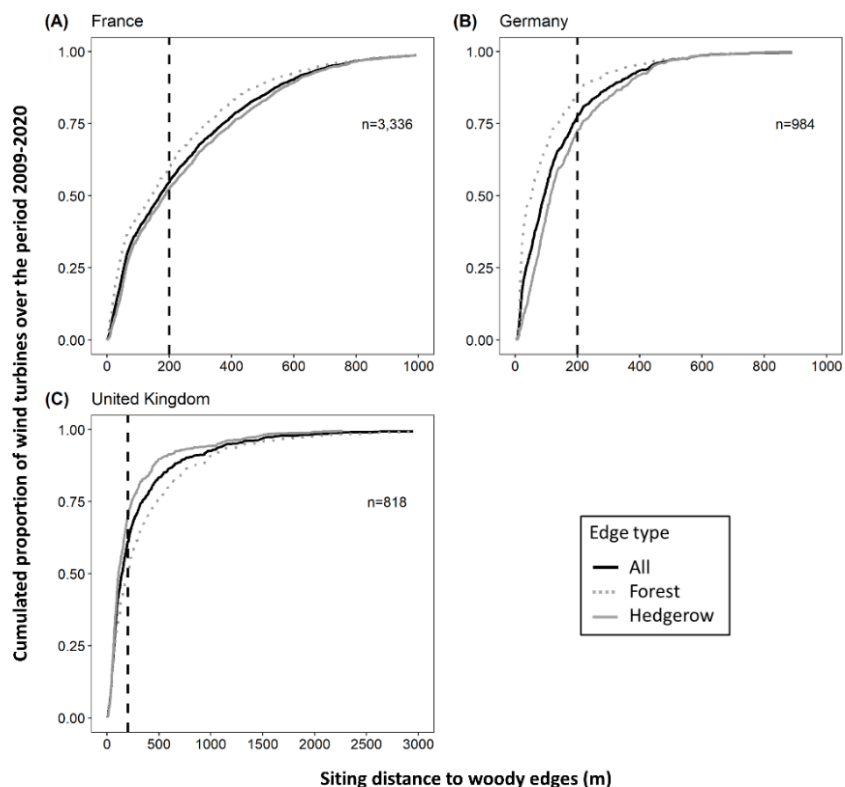 (A) France
1.00
0.75
0.50
0.25
0.00
n=3,336
0 200 400 600 800 1000
(B) Germany
1.00
0.75
0.50
0.25
0.00
n=984
0 200 400 600 800 1000
(C) United Kingdom
1.00
0.75
0.50
0.25
0.00
n=818
0 500 1000 1500 2000 2500 3000
Edge type
All
Forest
Hedgerow
Cumulated proportion of wind turbines over the period 2009-2020
Siting distance to woody edges (m)